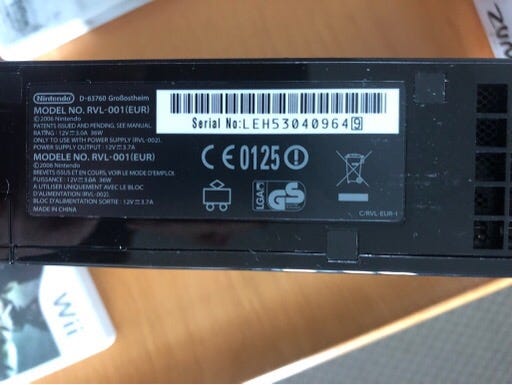 Nintendo D-63760 Großostheim
MODEL NO. RVL-001(EUR)
©2006 Nintendo
PATENTS ISSUED AND PENDING, SEE MANUAL.
RATING : 12V⎓3.0A 36W
ONLY TO USE WITH POWER SUPPLY (RVL-002).
POWER SUPPLY OUTPUT : 12V⎓3.7A
MODELE NO. RVL-001(EUR)
©2006 Nintendo
BREVETS ISSUS ET EN COURS, VOIR MODE D'EMPLOI
PUISSANCE : 12V⎓3.0A 36W
A UTILISER UNIQUEMENT AVEC LE BLOC
D'ALIMENTATION (RVL-002).
BLOC D'ALIMENTATION SORTIE : 12V⎓3.7A
MADE IN CHINA
Serial No:LEH53040964 9
CE0125
LGA
GS
C/RVL-EUR-1
Wii